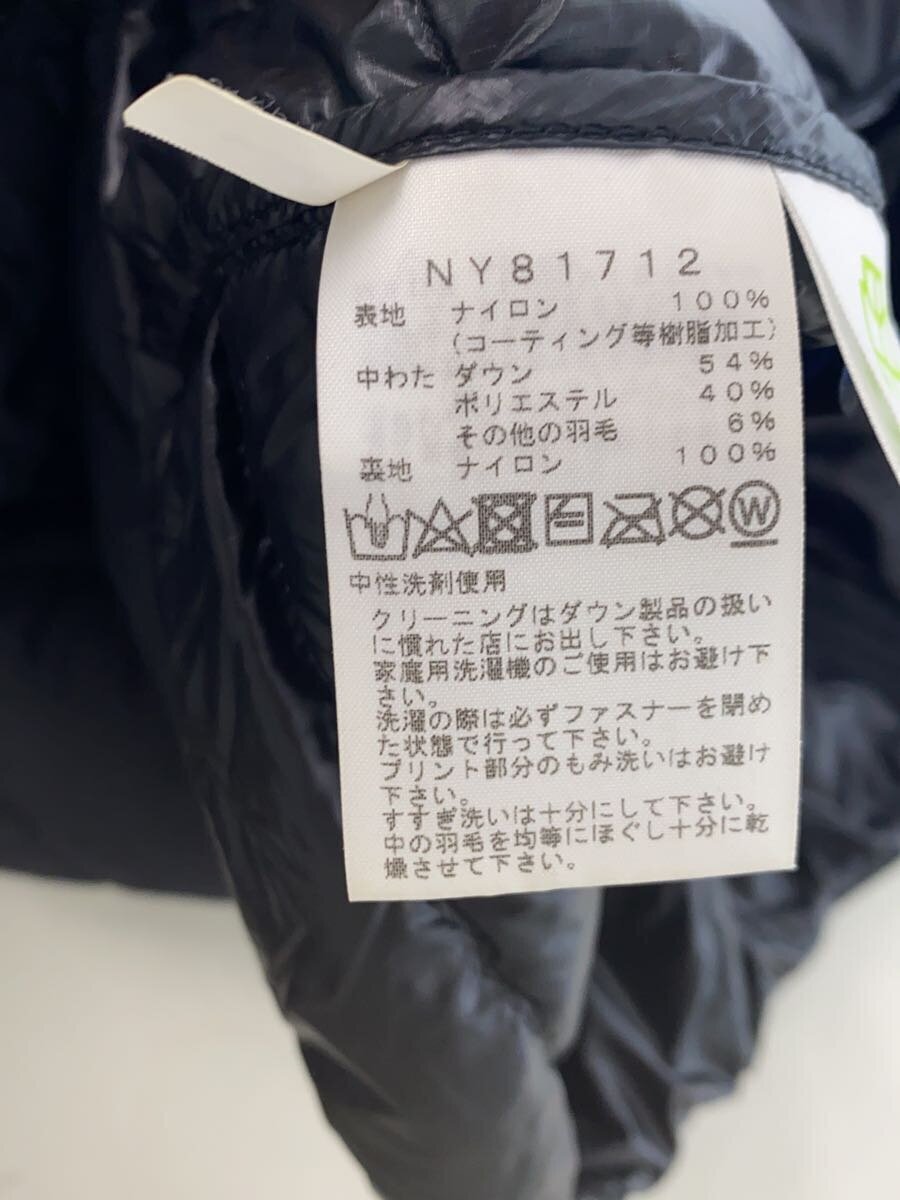 NY81712
表地 ナイロン 100%
(コーティング等樹脂加工)
中わた ダウン 54%
ポリエステル 40%
その他の羽毛 6%
裏地 ナイロン 100%
W
中性洗剤使用
クリーニングはダウン製品の扱い
に慣れた店にお出し下さい。
家庭用洗濯機のご使用はお避け下
さい。
洗濯の際は必ずファスナーを閉め
た状態で行って下さい。
プリント部分のもみ洗いはお避け
下さい。
すすぎ洗いは十分にして下さい。
中の羽毛を均等にほぐし十分に乾
燥させて下さい。